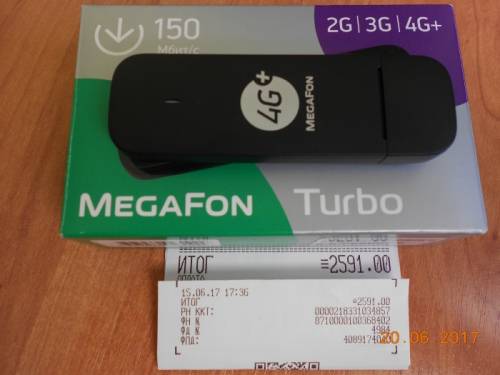 150
Мбит/с
2G|3G|4G+
4G+
MEGAFON
MEGAFON Turbo
ИТОГ =2591.00
15.06.17 17:36
ИТОГ =2591.00
РН ККТ: 0000218331034857
ФН № 8710000100368402
ФД № 4984
ФПД:
20.06.2017